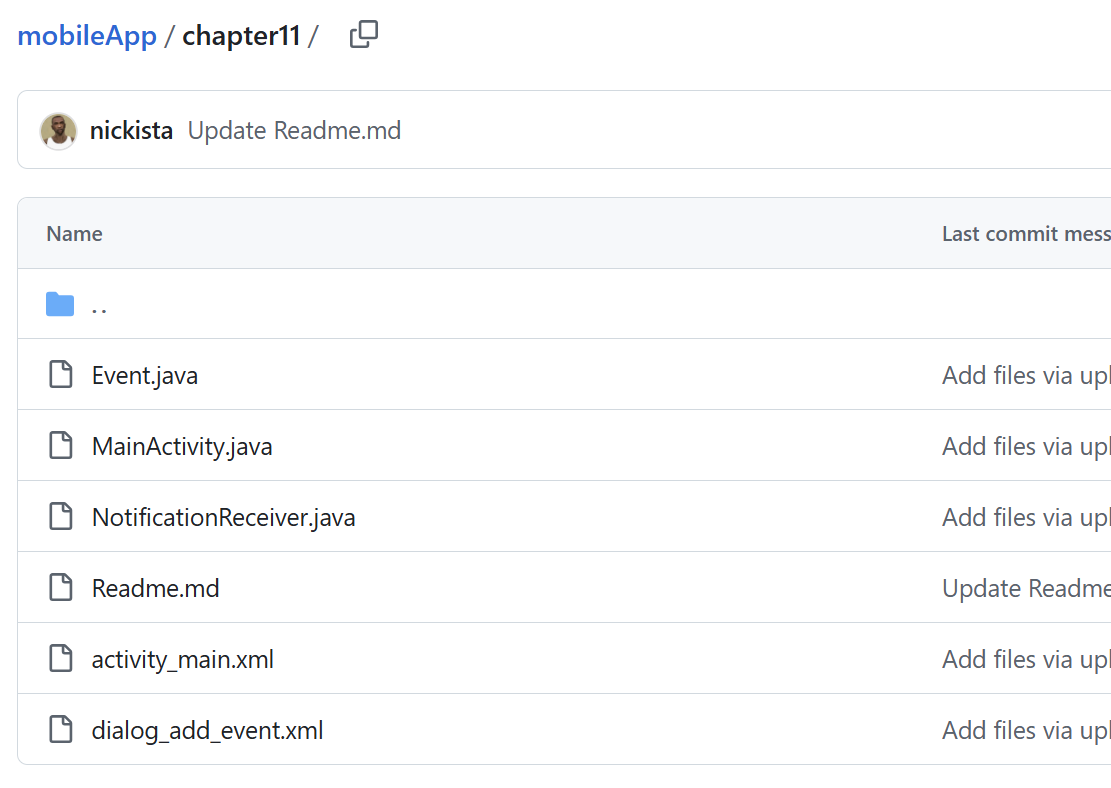 mobileApp / chapter11 /
nickista Update Readme.md
Name Last commit mess
..
Event.java Add files via upl
MainActivity.java Add files via upl
NotificationReceiver.java Add files via upl
Readme.md Update Readme
activity_main.xml Add files via upl
dialog_add_event.xml Add files via upl